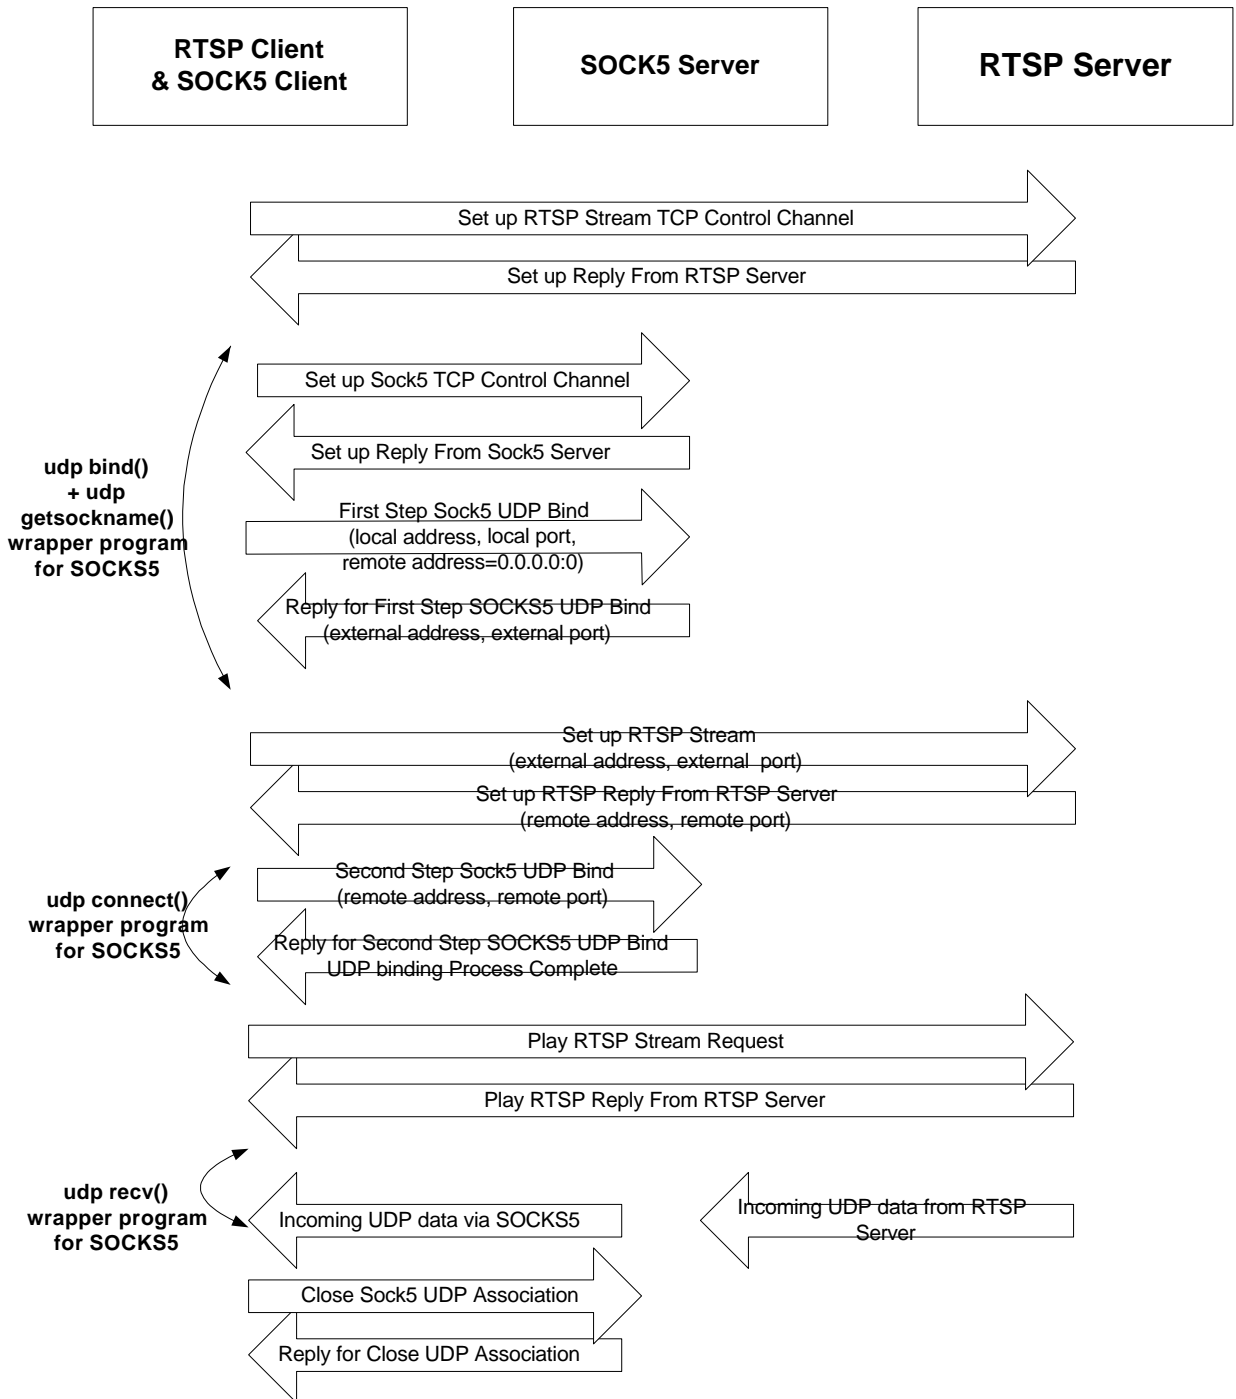 RTSP Client
& SOCK5 Client
SOCK5 Server
RTSP Server
Set up RTSP Stream TCP Control Channel
Set up Reply From RTSP Server
Set up Sock5 TCP Control Channel
Set up Reply From Sock5 Server
udp bind()
+ udp
getsockname()
wrapper program
for SOCKS5
First Step Sock5 UDP Bind
(local address, local port,
remote address=0.0.0.0:0)
Reply for First Step SOCKS5 UDP Bind
(external address, external port)
Set up RTSP Stream
(external address, external port)
Set up RTSP Reply From RTSP Server
(remote address, remote port)
udp connect()
wrapper program
for SOCKS5
Second Step Sock5 UDP Bind
(remote address, remote port)
Reply for Second Step SOCKS5 UDP Bind
UDP binding Process Complete
Play RTSP Stream Request
Play RTSP Reply From RTSP Server
udp recv()
wrapper program
for SOCKS5
Incoming UDP data via SOCKS5
Incoming UDP data from RTSP
Server
Close Sock5 UDP Association
Reply for Close UDP Association